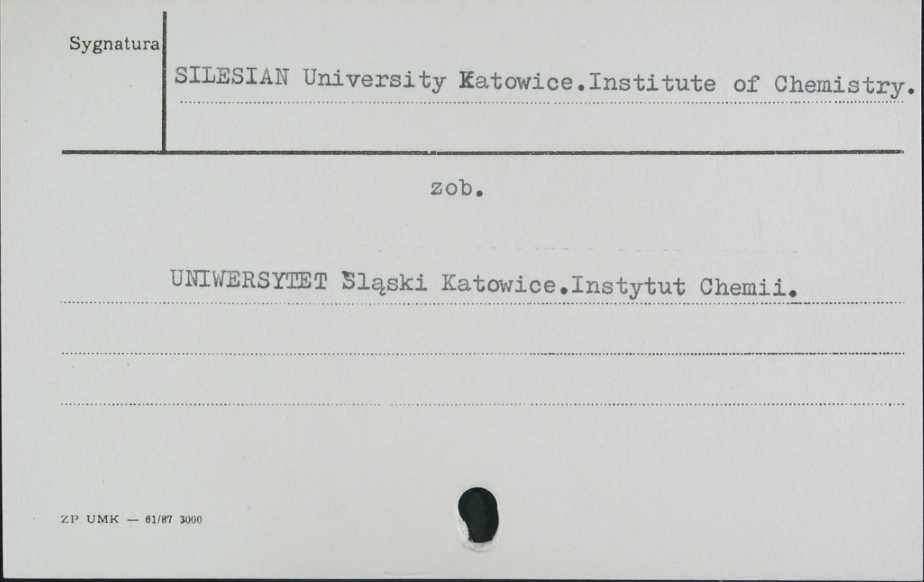 Sygnatura
SILESIAN University Katowice.Institute of Chemistry.
zob.
UNIWERSYTET Śląski Katowice.Instytut Chemii.
ZP UMK — 61/87 3000